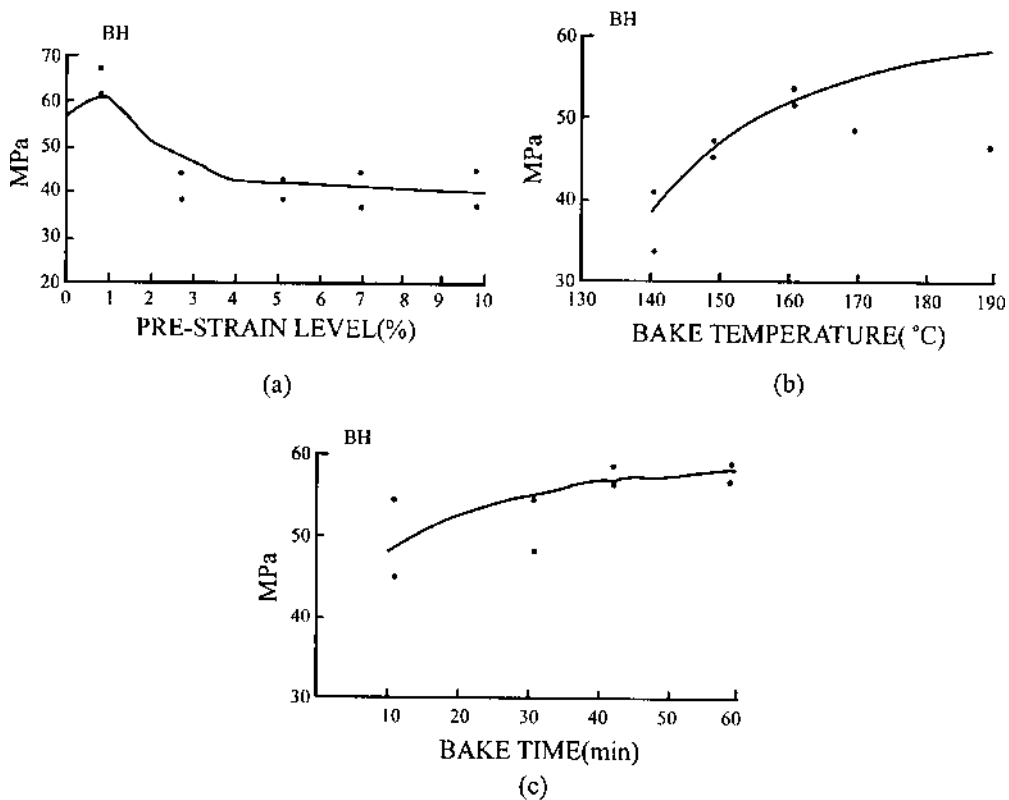 BH
MPa
70
60
50
40
30
20
0 1 2 3 4 5 6 7 8 9 10
PRE-STRAIN LEVEL(%)
(a)
BH
MPa
60
50
40
30
130 140 150 160 170 180 190
BAKE TEMPERATURE( °C)
(b)
BH
MPa
60
50
40
30
10 20 30 40 50 60
BAKE TIME(min)
(c)